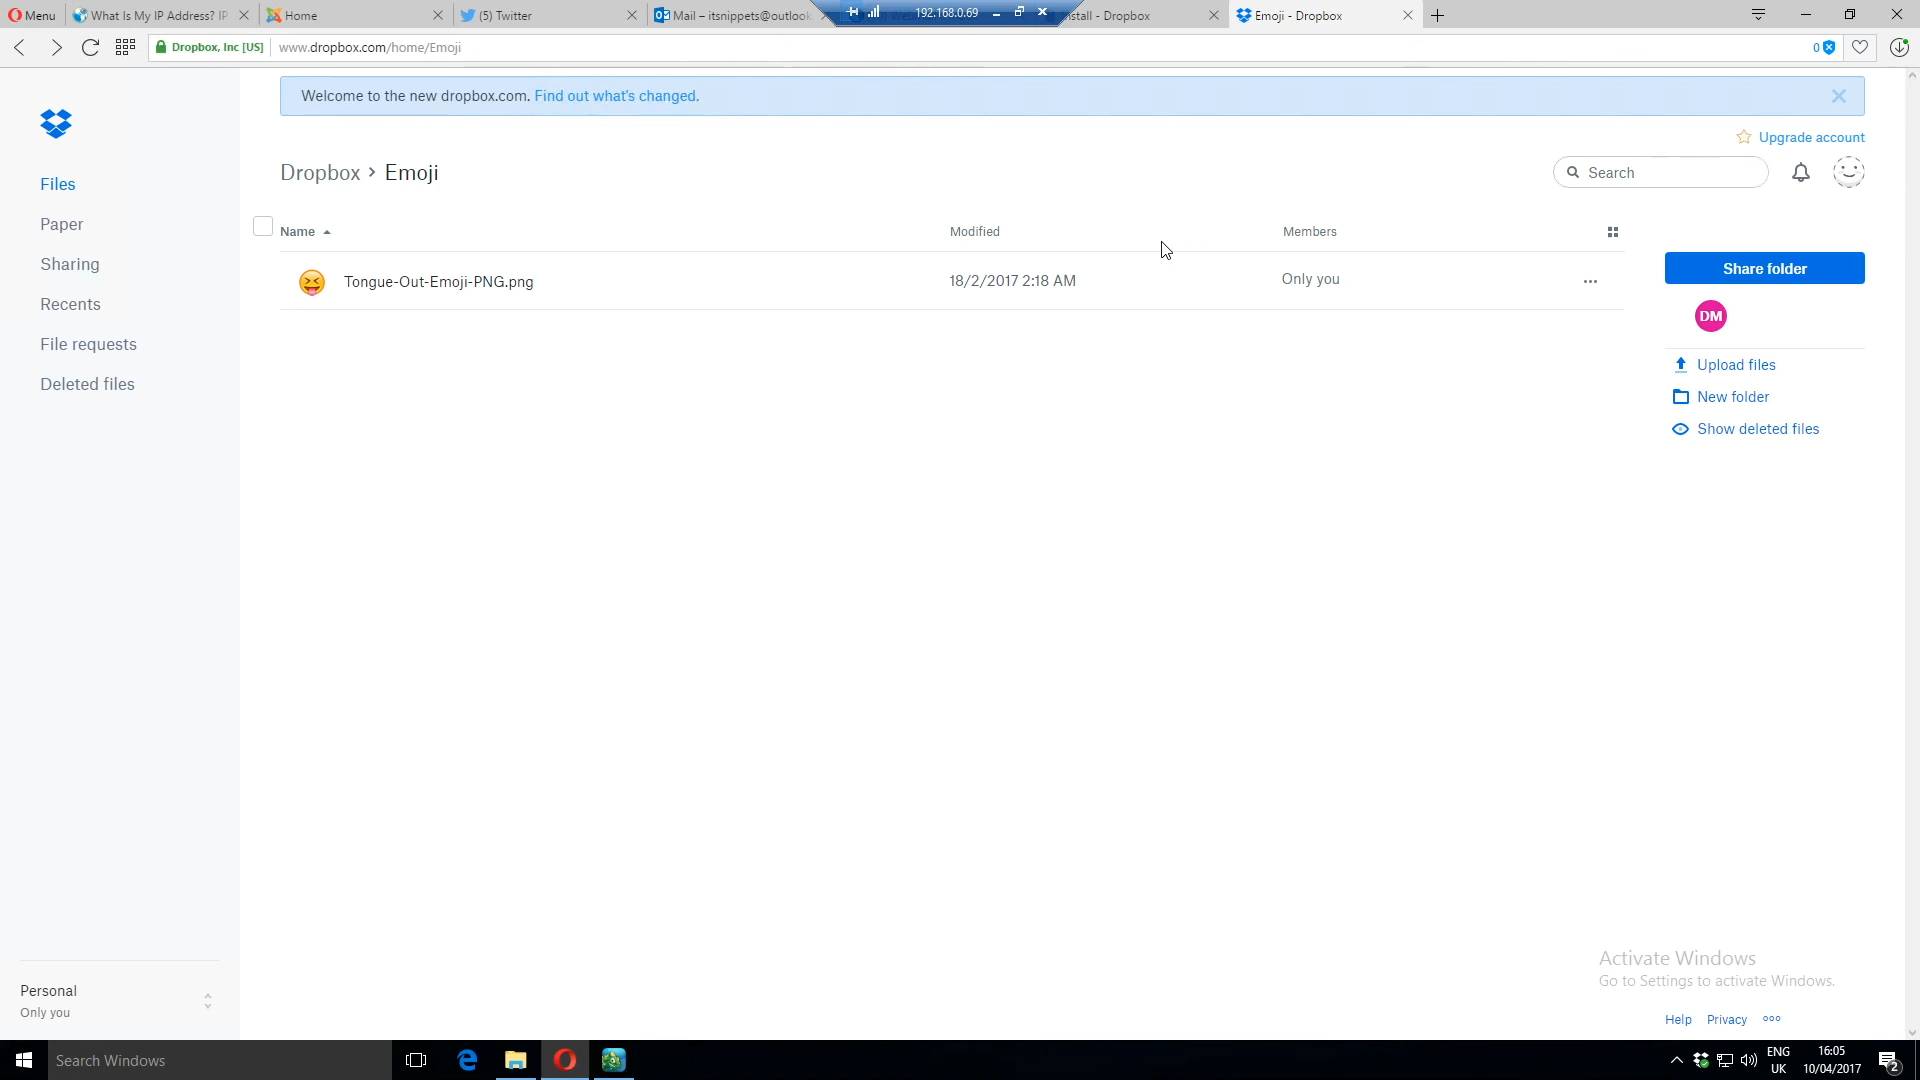 Menu
What Is My IP Address? IP
Home
(5) Twitter
Mail – itsnippets@outlook
192.168.0.69
nstall - Dropbox
Emoji - Dropbox
Dropbox, Inc [US]
www.dropbox.com/home/Emoji
0
Welcome to the new dropbox.com. Find out what's changed.
Upgrade account
Dropbox › Emoji
Search
Files
Paper
Sharing
Recents
File requests
Deleted files
Name
Modified
Members
Tongue-Out-Emoji-PNG.png
18/2/2017 2:18 AM
Only you
Share folder
DM
Upload files
New folder
Show deleted files
Personal
Only you
Activate Windows
Go to Settings to activate Windows.
Help
Privacy
Search Windows
ENG
UK
16:05
10/04/2017
2